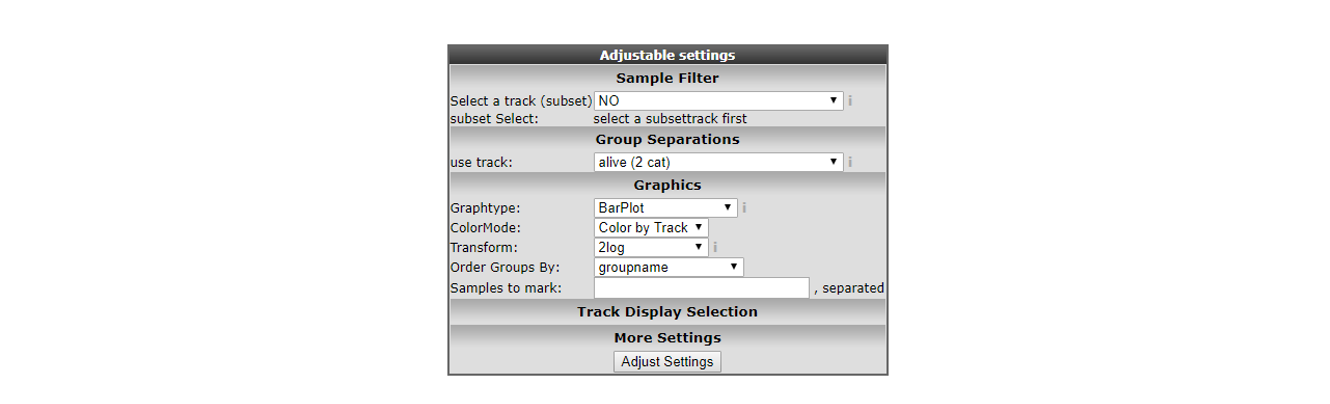 Adjustable settings
Sample Filter
Select a track (subset) NO i
subset Select: select a subsettrack first
Group Separations
use track: alive (2 cat) i
Graphics
Graphtype: BarPlot i
ColorMode: Color by Track
Transform: 2log i
Order Groups By: groupname
Samples to mark: , separated
Track Display Selection
More Settings
Adjust Settings